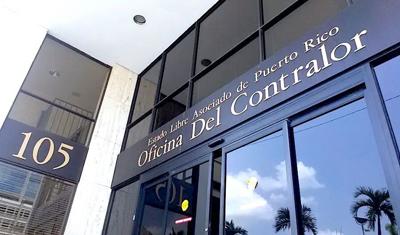 Estado Libre Asociado de Puerto Rico
Oficina Del Contralor
105